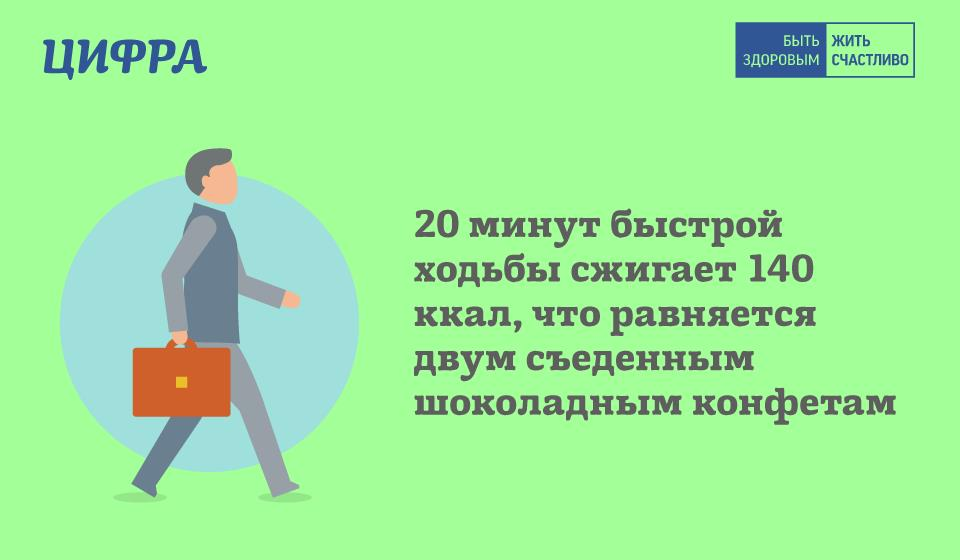 ЦИФРА
БЫТЬ
ЗДОРОВЫМ
ЖИТЬ
СЧАСТЛИВО
20 минут быстрой
ходьбы сжигает 140
ккал, что равняется
двум съеденным
шоколадным конфетам